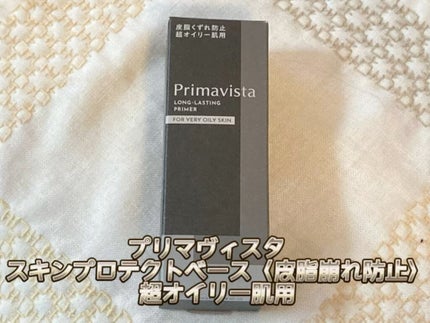 皮脂くずれ防止
超オイリー肌用
Primavista
LONG-LASTING
PRIMER
FOR VERY OILY SKIN
プリマヴィスタ
スキンプロテクトベース〈皮脂崩れ防止〉
超オイリー肌用